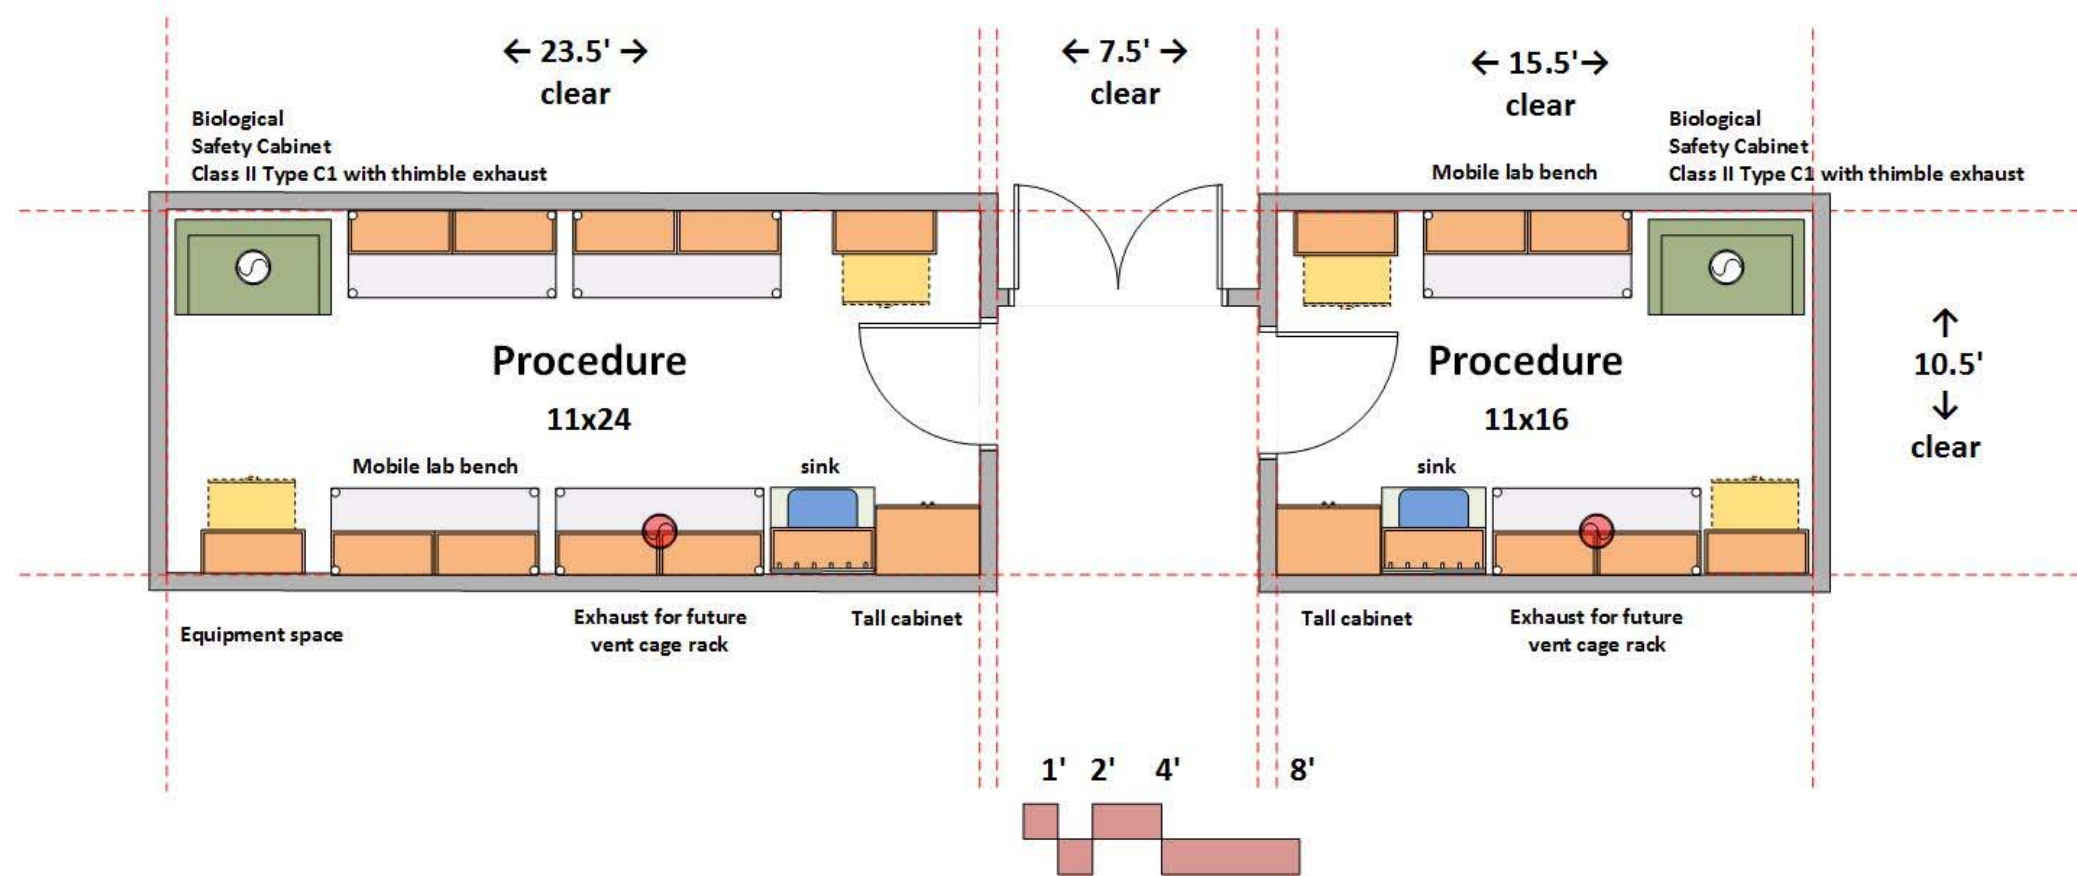 ← 23.5' →
clear
← 7.5' →
clear
← 15.5'→
clear
Biological
Safety Cabinet
Class II Type C1 with thimble exhaust
Mobile lab bench
Biological
Safety Cabinet
Class II Type C1 with thimble exhaust
Procedure
11x24
Procedure
11x16
↑
10.5'
↓
clear
Mobile lab bench
sink
sink
Equipment space
Exhaust for future
vent cage rack
Tall cabinet
Tall cabinet
Exhaust for future
vent cage rack
1' 2' 4' 8'